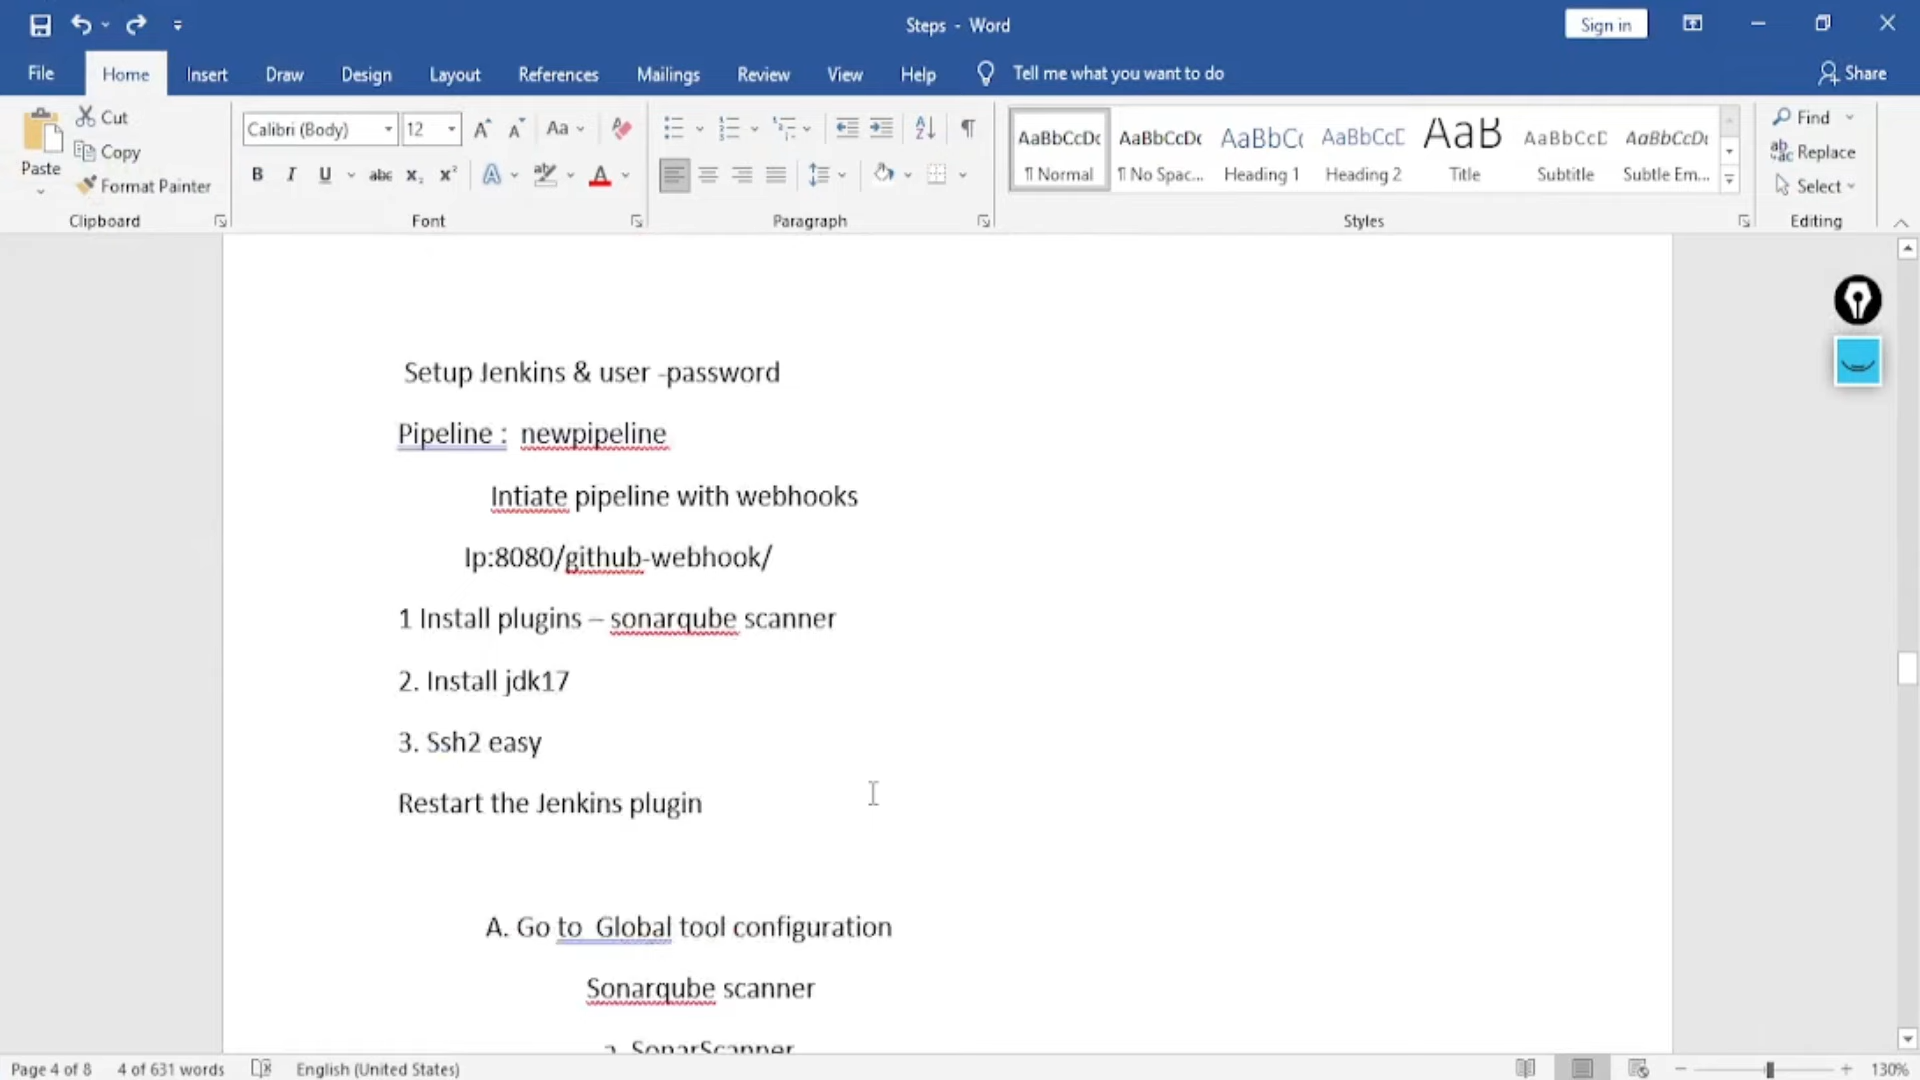 Steps - Word
Sign in
File Home Insert Draw Design Layout References Mailings Review View Help Tell me what you want to do Share
Paste
Cut
Copy
Format Painter
Clipboard
Calibri (Body) 12
Font
Paragraph
AaBbCcDc AaBbCcDc AaBbC( AaBbCcD AaB AaBbCcD AaBbCcDc
¶ Normal ¶ No Spac... Heading 1 Heading 2 Title Subtitle Subtle Em...
Styles
Find
Replace
Select
Editing
Setup Jenkins & user -password
Pipeline : newpipeline
Intiate pipeline with webhooks
Ip:8080/github-webhook/
1 Install plugins – sonarqube scanner
2. Install jdk17
3. Ssh2 easy
Restart the Jenkins plugin
A. Go to Global tool configuration
Sonarqube scanner
SonarScanner
Page 4 of 8 4 of 631 words English (United States) 130%